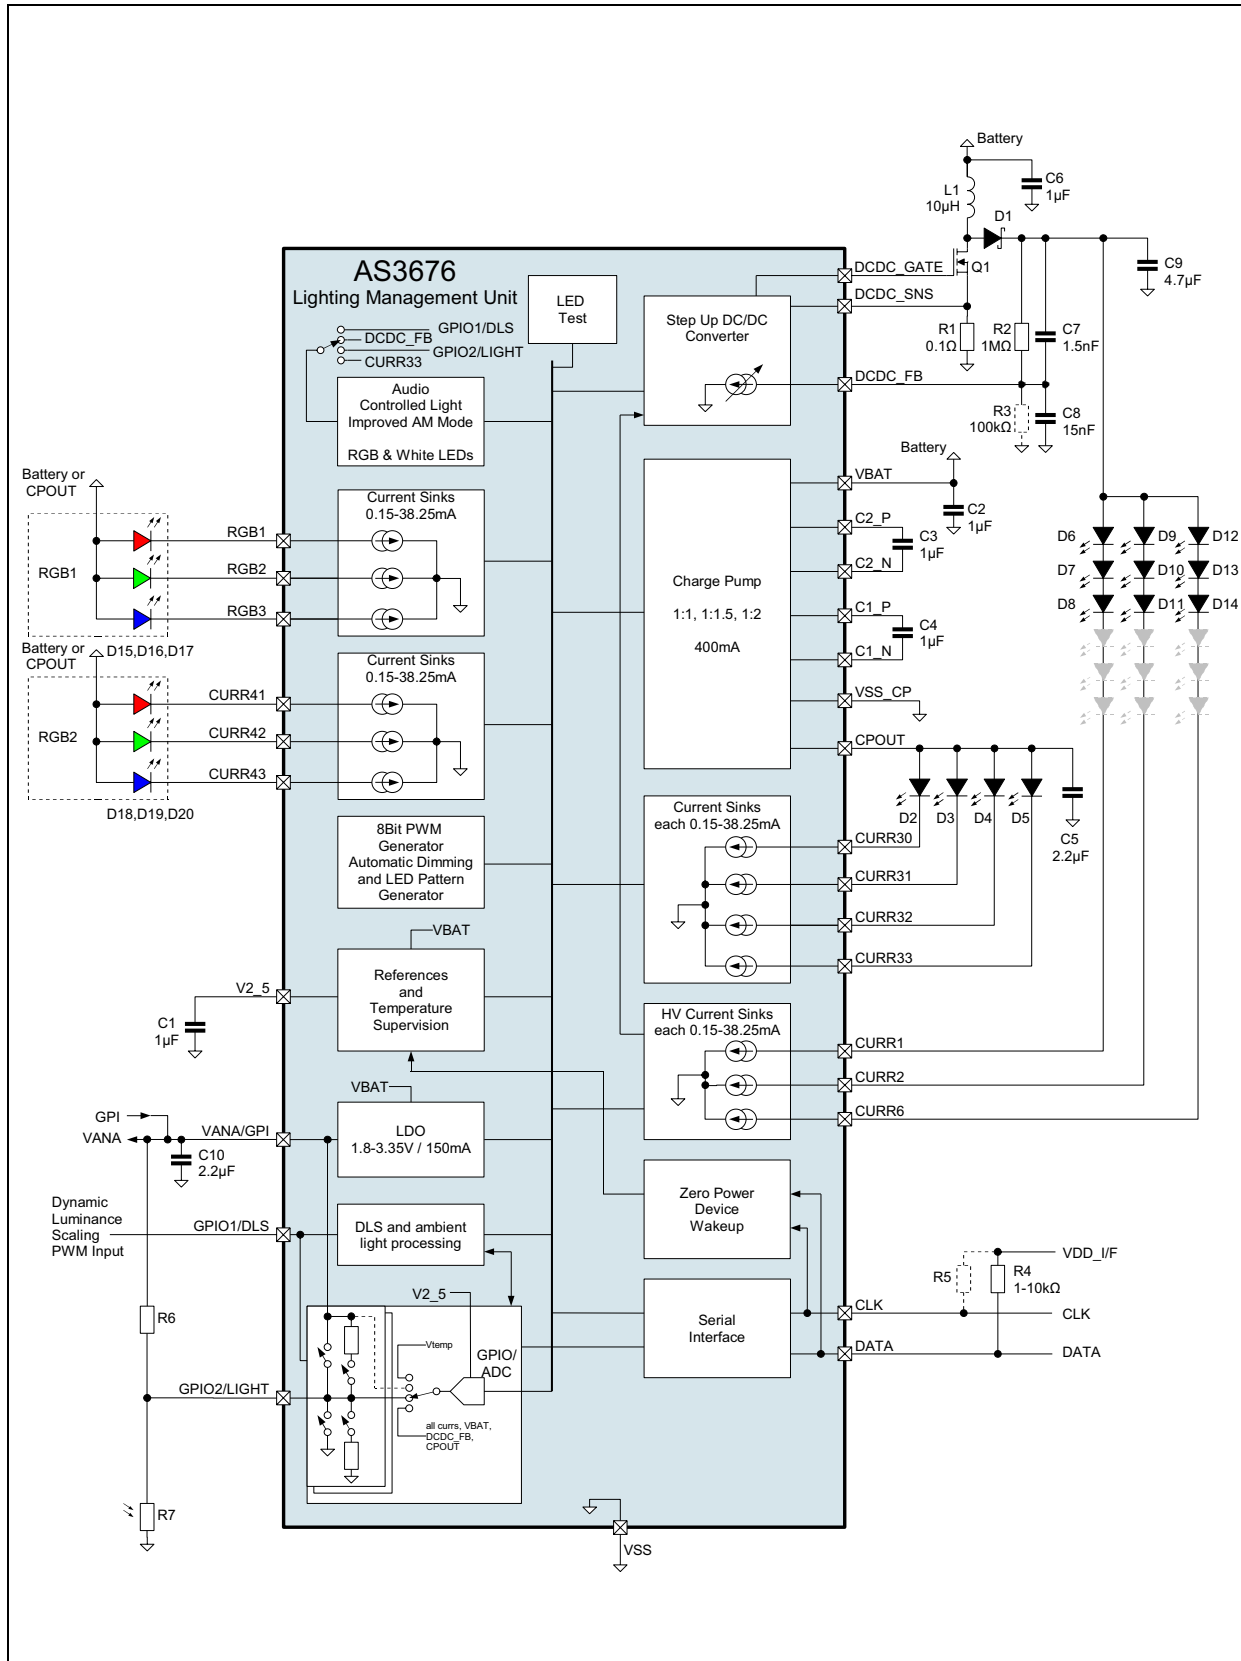 Battery
C6
1µF
L1
10µH
D1
AS3676
Lighting Management Unit
LED
Test
DCDC_GATE
Q1
C9
4.7µF
DCDC_SNS
Step Up DC/DC
Converter
R1
0.1Ω
R2
1MΩ
C7
1.5nF
GPIO1/DLS
DCDC_FB
GPIO2/LIGHT
CURR33
DCDC_FB
Audio
Controlled Light
Improved AM Mode
RGB & White LEDs
R3
100kΩ
C8
15nF
Battery
VBAT
C2
1µF
Battery or
CPOUT
Current Sinks
0.15-38.25mA
RGB1
RGB1
RGB2
RGB3
D15,D16,D17
C2_P
C3
1µF
C2_N
Charge Pump
1:1, 1:1.5, 1:2
400mA
C1_P
C4
1µF
C1_N
VSS_CP
CPOUT
D6
D9
D12
D7
D10
D13
D8
D11
D14
Battery or
CPOUT
Current Sinks
0.15-38.25mA
RGB2
CURR41
CURR42
CURR43
D18,D19,D20
D2
D3
D4
D5
C5
2.2µF
Current Sinks
each 0.15-38.25mA
CURR30
CURR31
CURR32
CURR33
8Bit PWM
Generator
Automatic Dimming
and LED Pattern
Generator
VBAT
References
and
Temperature
Supervision
V2_5
C1
1µF
HV Current Sinks
each 0.15-38.25mA
CURR1
CURR2
CURR6
VBAT
GPI
VANA
VANA/GPI
LDO
1.8-3.35V / 150mA
C10
2.2µF
Zero Power
Device
Wakeup
Dynamic
Luminance
Scaling
PWM Input
GPIO1/DLS
DLS and ambient
light processing
VDD_I/F
R5
R4
1-10kΩ
V2_5
R6
Serial
Interface
CLK
CLK
DATA
DATA
Vtemp
GPIO/
ADC
GPIO2/LIGHT
all currs, VBAT,
DCDC_FB,
CPOUT
R7
VSS